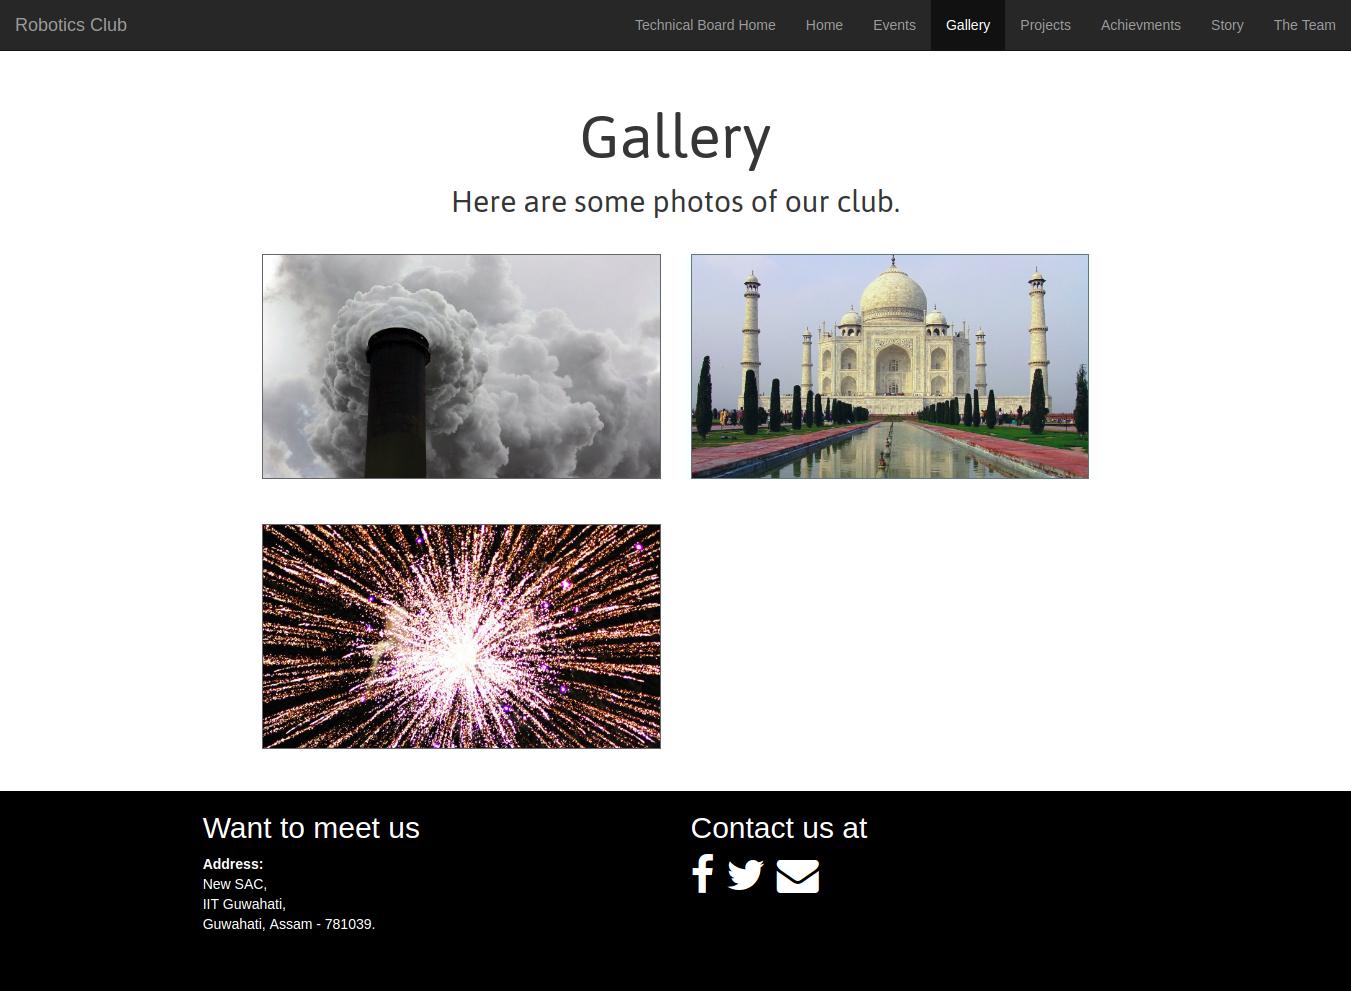 Robotics Club
Technical Board Home
Home
Events
Gallery
Projects
Achievments
Story
The Team
Gallery
Here are some photos of our club.
Want to meet us
Address:
New SAC,
IIT Guwahati,
Guwahati, Assam - 781039.
Contact us at